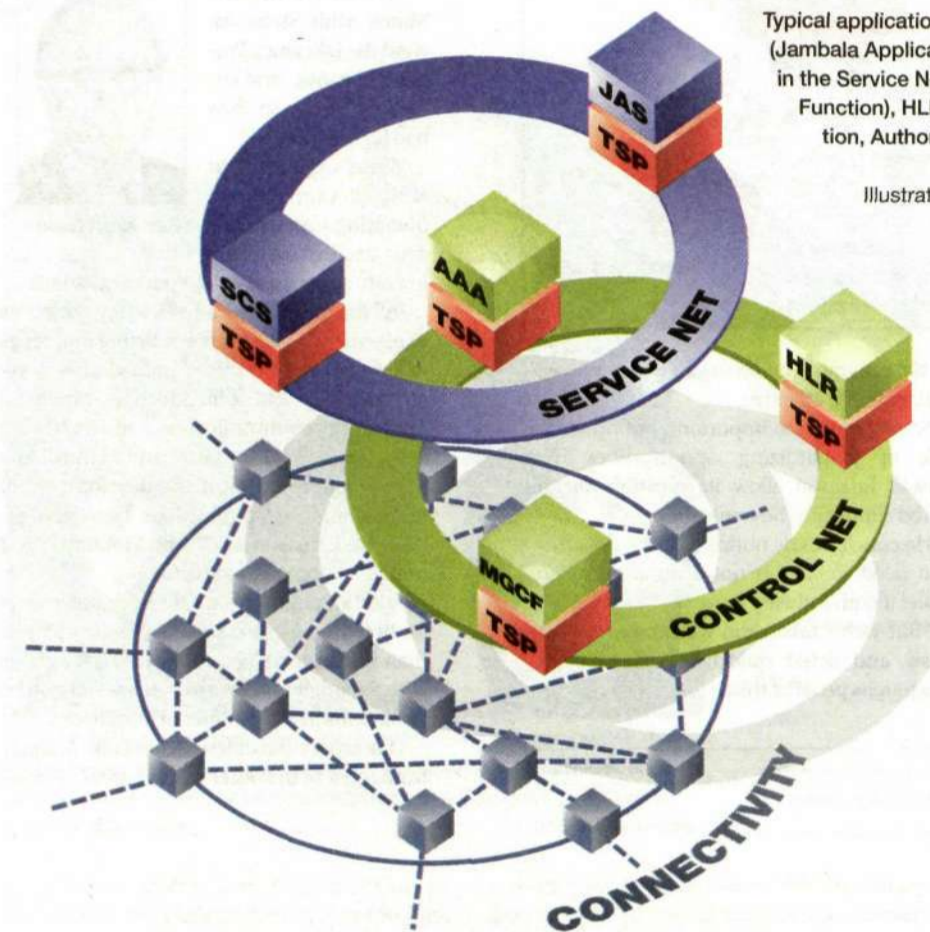 Typical applicatio
(Jambala Applica
in the Service N
Function), HL
tion, Author
Illustrat
JAS
TSP
SCS
TSP
AAA
TSP
SERVICE NET
HLR
TSP
MGCF
TSP
CONTROL NET
CONNECTIVITY